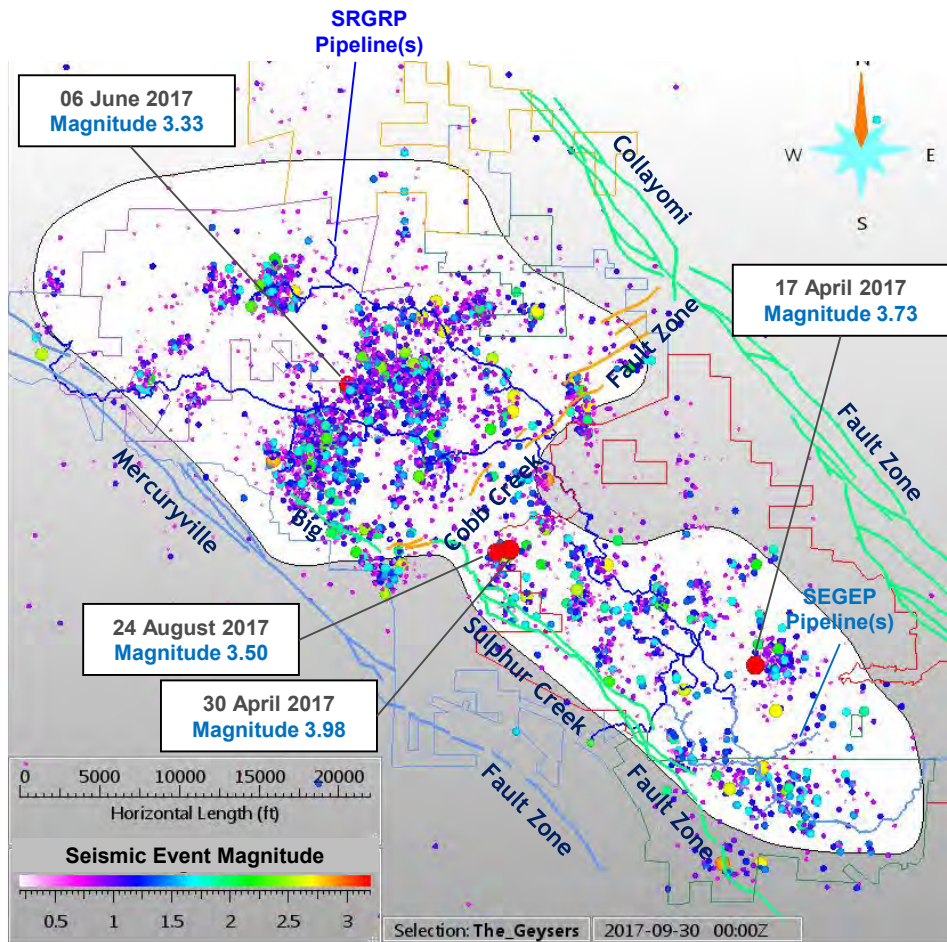 SRGRP
Pipeline(s)
06 June 2017
Magnitude 3.33
N
W
E
S
Collayomi
17 April 2017
Magnitude 3.73
Fault Zone
Fault Zone
Mercuryville
Big
Cobb Creek
24 August 2017
Magnitude 3.50
SEGEP
Pipeline(s)
Sulphur Creek
30 April 2017
Magnitude 3.98
Fault Zone
Fault Zone
0 5000 10000 15000 20000
Horizontal Length (ft)
Seismic Event Magnitude
0.5 1 1.5 2 2.5 3
Selection: The_Geysers
2017-09-30 00:00Z